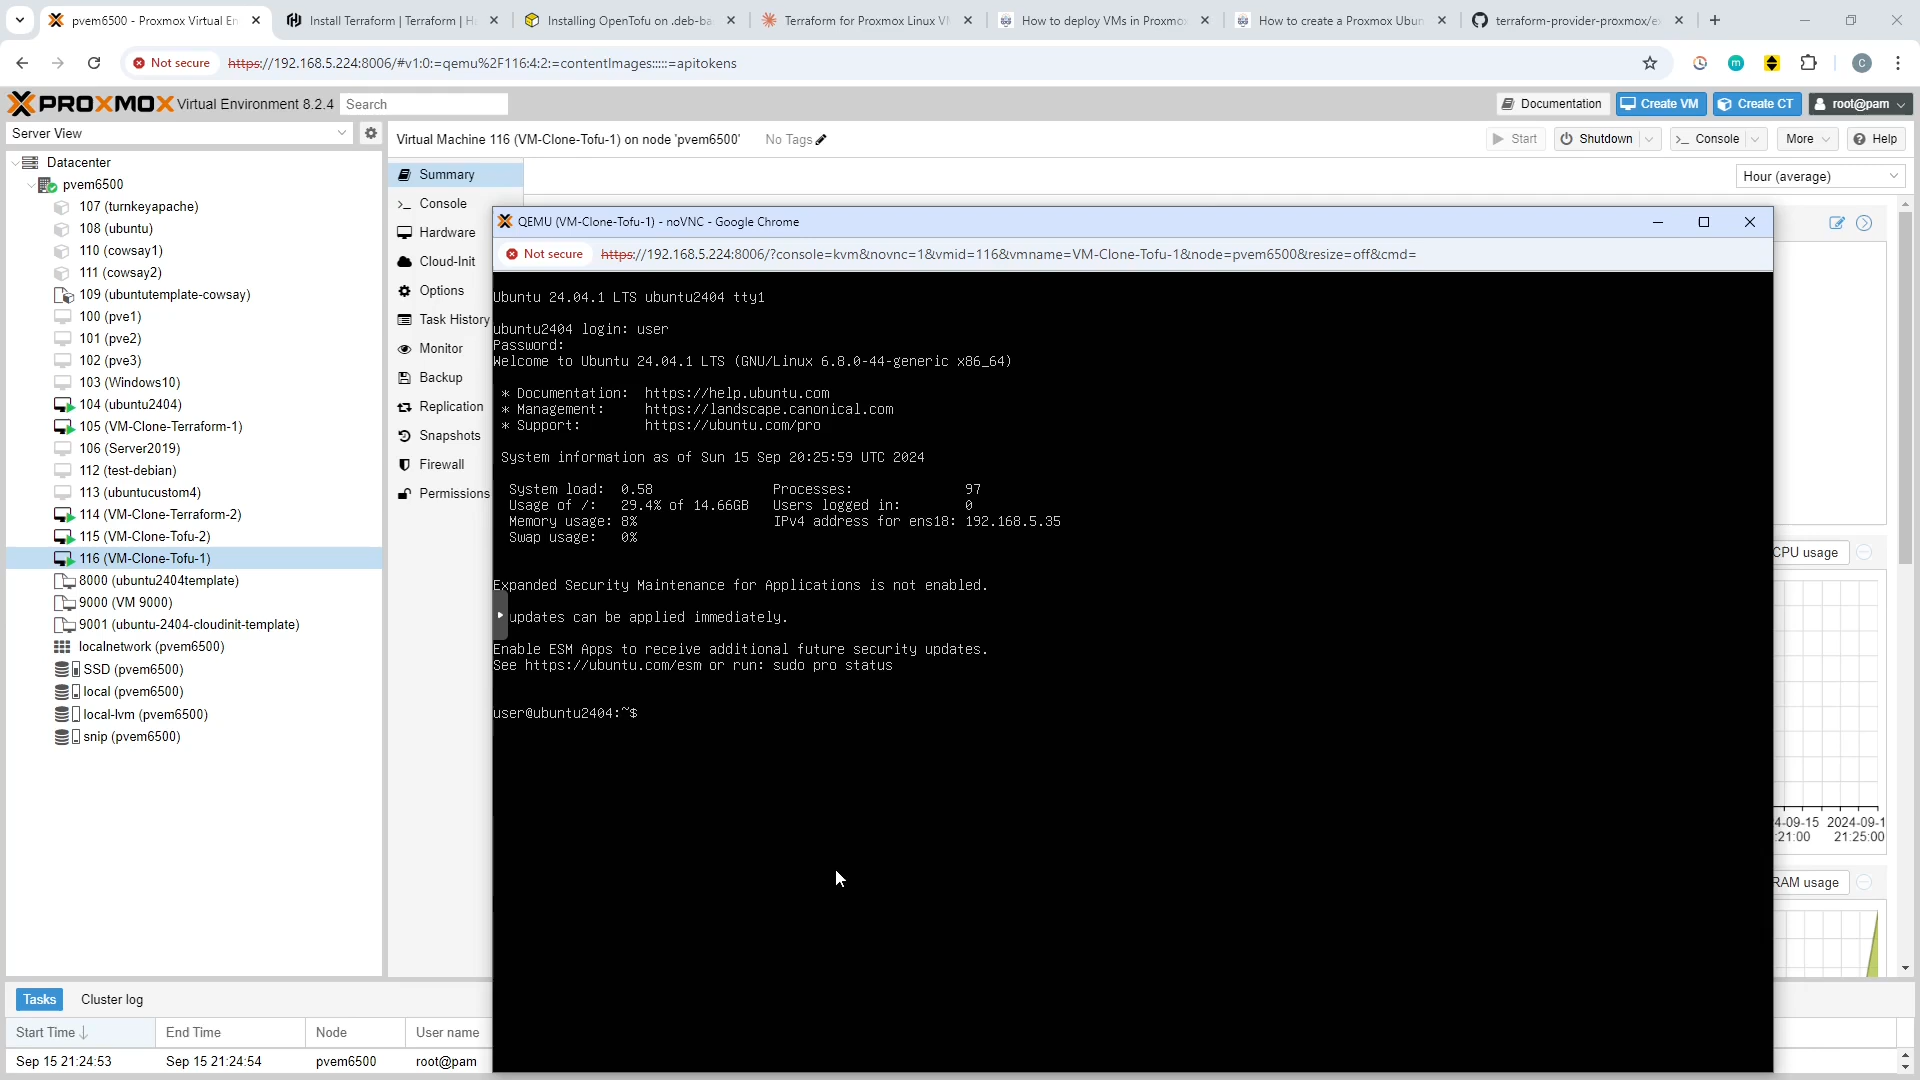 pvem6500 - Proxmox Virtual En
Install Terraform | Terraform | H
Installing OpenTofu on .deb-ba
Terraform for Proxmox Linux V
How to deploy VMs in Proxmo
How to create a Proxmox Ubun
terraform-provider-proxmox/e
Not secure
https://192.168.5.224:8006/#v1:0:=qemu%2F116:4:2:=contentImages:::::=apitokens
m
C
PROXMOX Virtual Environment 8.2.4
Search
Documentation
Create VM
Create CT
root@pam
Server View
Virtual Machine 116 (VM-Clone-Tofu-1) on node 'pvem6500'
No Tags
Start
Shutdown
Console
More
Help
Datacenter
pvem6500
107 (turnkeyapache)
108 (ubuntu)
110 (cowsay1)
111 (cowsay2)
109 (ubuntutemplate-cowsay)
100 (pve1)
101 (pve2)
102 (pve3)
103 (Windows10)
104 (ubuntu2404)
105 (VM-Clone-Terraform-1)
106 (Server2019)
112 (test-debian)
113 (ubuntucustom4)
114 (VM-Clone-Terraform-2)
115 (VM-Clone-Tofu-2)
116 (VM-Clone-Tofu-1)
8000 (ubuntu2404template)
9000 (VM 9000)
9001 (ubuntu-2404-cloudinit-template)
localnetwork (pvem6500)
SSD (pvem6500)
local (pvem6500)
local-lvm (pvem6500)
snip (pvem6500)
Summary
Console
Hardware
Cloud-Init
Options
Task History
Monitor
Backup
Replication
Snapshots
Firewall
Permissions
Hour (average)
QEMU (VM-Clone-Tofu-1) - noVNC - Google Chrome
Not secure
https://192.168.5.224:8006/?console=kvm&novnc=1&vmid=116&vmname=VM-Clone-Tofu-1&node=pvem6500&resize=off&cmd=
Ubuntu 24.04.1 LTS ubuntu2404 tty1
ubuntu2404 login: user
Password:
Welcome to Ubuntu 24.04.1 LTS (GNU/Linux 6.8.0-44-generic x86_64)
* Documentation: https://help.ubuntu.com
* Management: https://landscape.canonical.com
* Support: https://ubuntu.com/pro
System information as of Sun 15 Sep 20:25:59 UTC 2024
System load: 0.58 Processes: 97
Usage of /: 29.4% of 14.66GB Users logged in: 0
Memory usage: 8% IPv4 address for ens18: 192.168.5.35
Swap usage: 0%
Expanded Security Maintenance for Applications is not enabled.
updates can be applied immediately.
Enable ESM Apps to receive additional future security updates.
See https://ubuntu.com/esm or run: sudo pro status
user@ubuntu2404:~$
CPU usage
4-09-15 2024-09-1
:21:00 21:25:00
RAM usage
Tasks
Cluster log
Start Time
End Time
Node
User name
Sep 15 21:24:53
Sep 15 21:24:54
pvem6500
root@pam